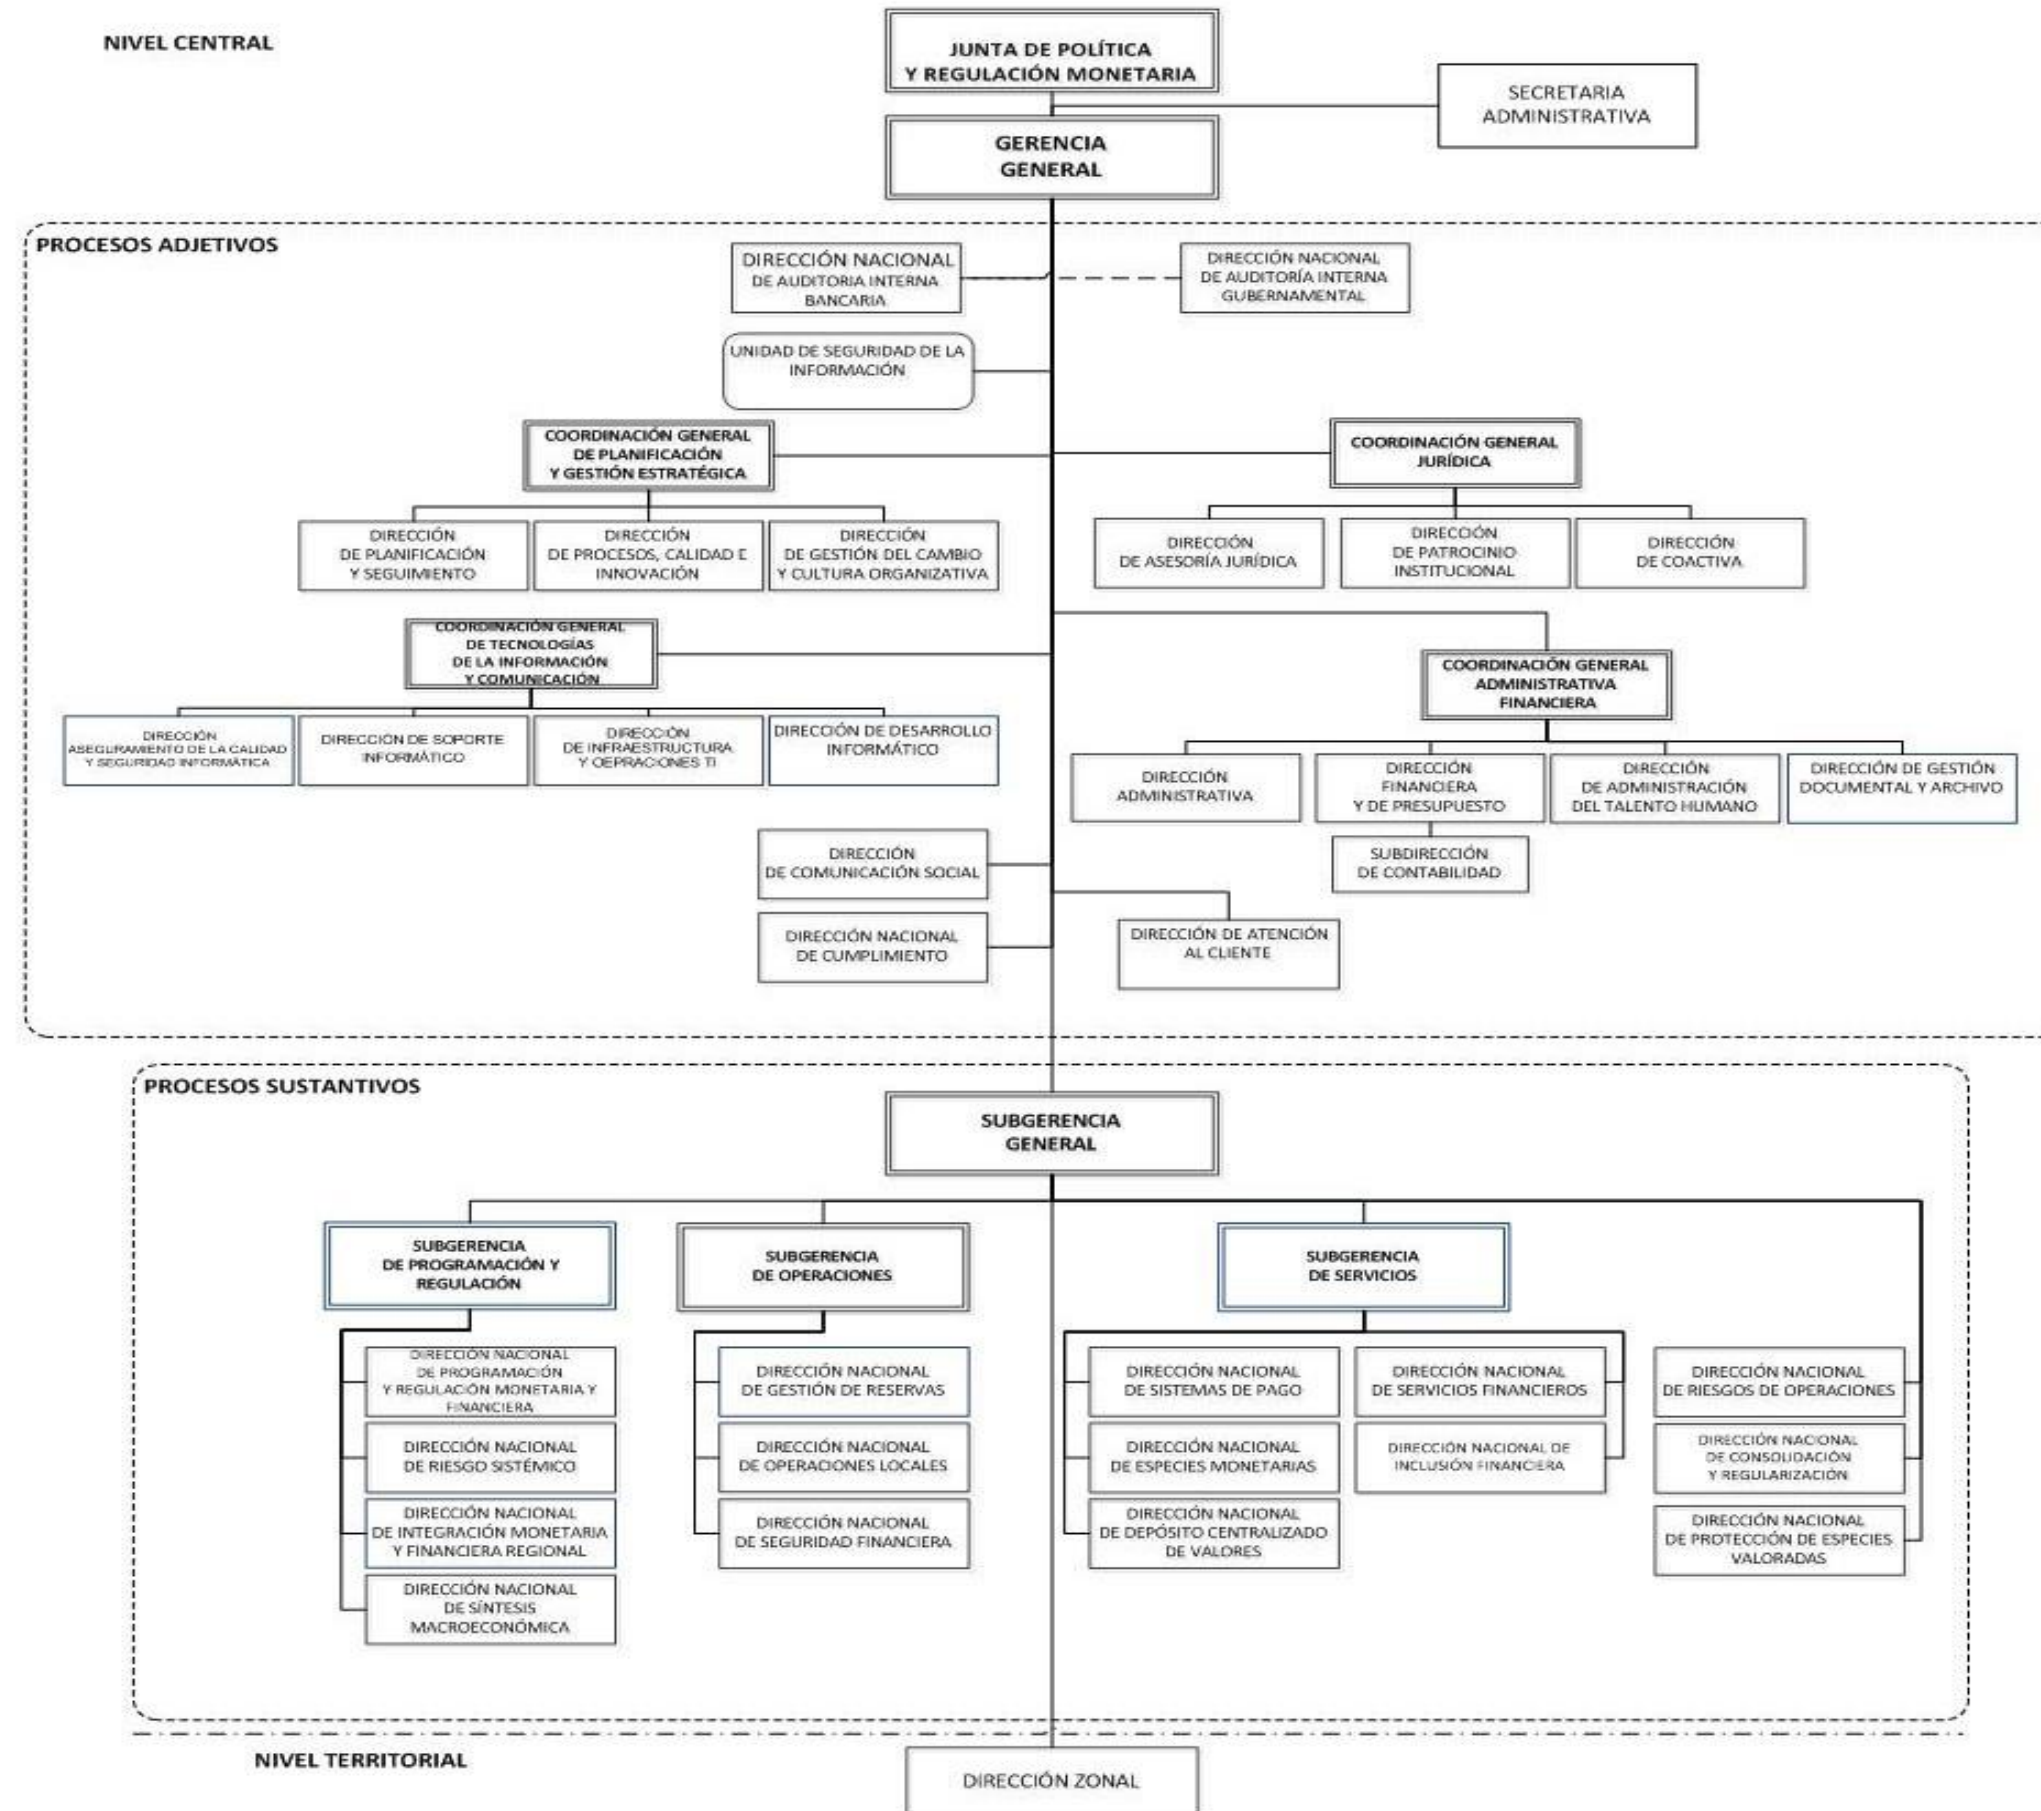 NIVEL CENTRAL
JUNTA DE POLÍTICA
Y REGULACIÓN MONETARIA
SECRETARIA
ADMINISTRATIVA
GERENCIA
GENERAL
PROCESOS ADJETIVOS
DIRECCIÓN NACIONAL
DE AUDITORIA INTERNA
BANCARIA
DIRECCIÓN NACIONAL
DE AUDITORÍA INTERNA
GUBERNAMENTAL
UNIDAD DE SEGURIDAD DE LA
INFORMACIÓN
COORDINACIÓN GENERAL
DE PLANIFICACIÓN
Y GESTIÓN ESTRATÉGICA
COORDINACIÓN GENERAL
JURÍDICA
DIRECCIÓN
DE PLANIFICACIÓN
Y SEGUIMIENTO
DIRECCIÓN
DE PROCESOS, CALIDAD E
INNOVACIÓN
DIRECCIÓN
DE GESTIÓN DEL CAMBIO
Y CULTURA ORGANIZATIVA
DIRECCIÓN
DE ASESORÍA JURÍDICA
DIRECCIÓN
DE PATROCINIO
INSTITUCIONAL
DIRECCIÓN
DE COACTIVA
COORDINACIÓN GENERAL
DE TECNOLOGÍAS
DE LA INFORMACIÓN
Y COMUNICACIÓN
COORDINACIÓN GENERAL
ADMINISTRATIVA
FINANCIERA
DIRECCIÓN
ASEGURAMIENTO DE LA CALIDAD
Y SEGURIDAD INFORMÁTICA
DIRECCIÓN DE SOPORTE
INFORMÁTICO
DIRECCIÓN
DE INFRAESTRUCTURA
Y OEPRACIONES TI
DIRECCIÓN DE DESARROLLO
INFORMÁTICO
DIRECCIÓN
ADMINISTRATIVA
DIRECCIÓN
FINANCIERA
Y DE PRESUPUESTO
DIRECCIÓN
DE ADMINISTRACIÓN
DEL TALENTO HUMANO
DIRECCIÓN DE GESTIÓN
DOCUMENTAL Y ARCHIVO
SUBDIRECCIÓN
DE CONTABILIDAD
DIRECCIÓN
DE COMUNICACIÓN SOCIAL
DIRECCIÓN NACIONAL
DE CUMPLIMIENTO
DIRECCIÓN DE ATENCIÓN
AL CLIENTE
PROCESOS SUSTANTIVOS
SUBGERENCIA
GENERAL
SUBGERENCIA
DE PROGRAMACIÓN Y
REGULACIÓN
SUBGERENCIA
DE OPERACIONES
SUBGERENCIA
DE SERVICIOS
DIRECCIÓN NACIONAL
DE PROGRAMACIÓN
Y REGULACIÓN MONETARIA Y
FINANCIERA
DIRECCIÓN NACIONAL
DE RIESGO SISTÉMICO
DIRECCIÓN NACIONAL
DE INTEGRACIÓN MONETARIA
Y FINANCIERA REGIONAL
DIRECCIÓN NACIONAL
DE SÍNTESIS
MACROECONÓMICA
DIRECCIÓN NACIONAL
DE GESTIÓN DE RESERVAS
DIRECCIÓN NACIONAL
DE OPERACIONES LOCALES
DIRECCIÓN NACIONAL
DE SEGURIDAD FINANCIERA
DIRECCIÓN NACIONAL
DE SISTEMAS DE PAGO
DIRECCIÓN NACIONAL
DE ESPECIES MONETARIAS
DIRECCIÓN NACIONAL
DE DEPÓSITO CENTRALIZADO
DE VALORES
DIRECCIÓN NACIONAL
DE SERVICIOS FINANCIEROS
DIRECCIÓN NACIONAL DE
INCLUSIÓN FINANCIERA
DIRECCIÓN NACIONAL
DE RIESGOS DE OPERACIONES
DIRECCIÓN NACIONAL
DE CONSOLIDACIÓN
Y REGULARIZACIÓN
DIRECCIÓN NACIONAL
DE PROTECCIÓN DE ESPECIES
VALORADAS
NIVEL TERRITORIAL
DIRECCIÓN ZONAL